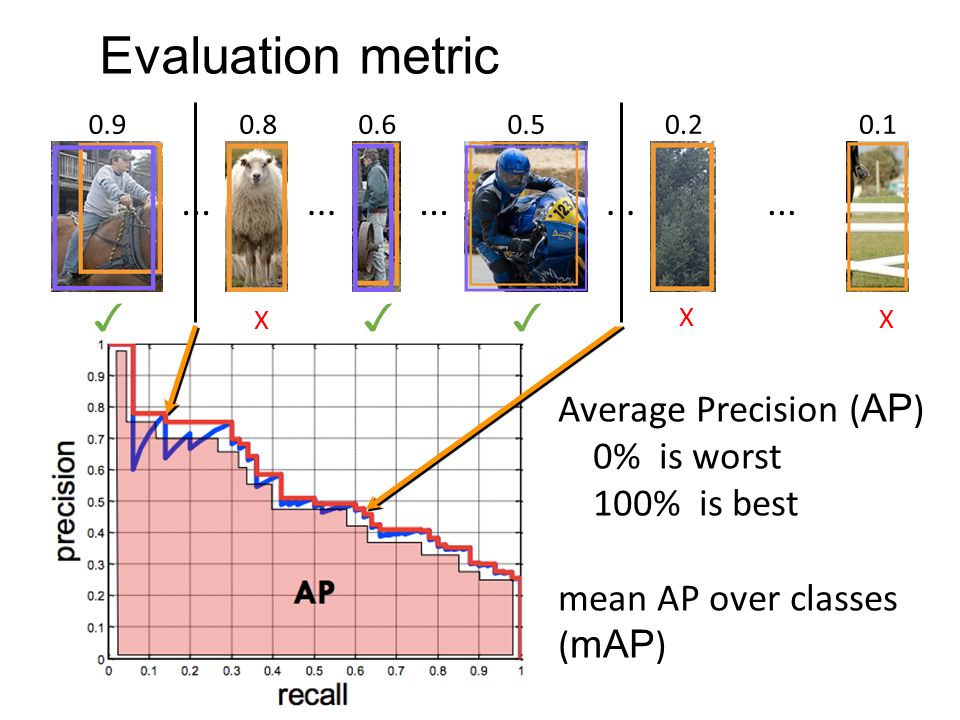 Evaluation metric
0.9 0.8 0.6 0.5 0.2 0.1
... ... ... ... ...
123
✓ X ✓ ✓ X X
1
0.9
0.8
0.7
0.6
0.5
0.4
0.3
0.2
0.1
0
precision
AP
0 0.1 0.2 0.3 0.4 0.5 0.6 0.7 0.8 0.9 1
recall
Average Precision (AP)
0% is worst
100% is best
mean AP over classes
(mAP)